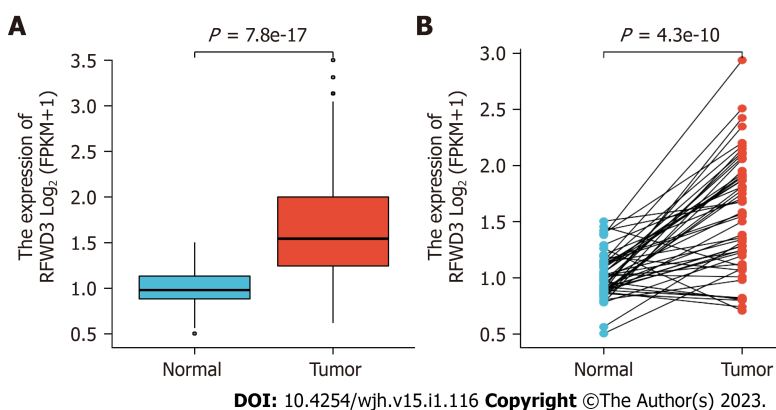 A
P = 7.8e-17
The expression of
RFWD3 Log₂ (FPKM+1)
3.5
3.0
2.5
2.0
1.5
1.0
0.5
Normal Tumor
B
P = 4.3e-10
The expression of
RFWD3 Log₂ (FPKM+1)
3.0
2.5
2.0
1.5
1.0
0.5
Normal Tumor
DOI: 10.4254/wjh.v15.i1.116 Copyright ©The Author(s) 2023.